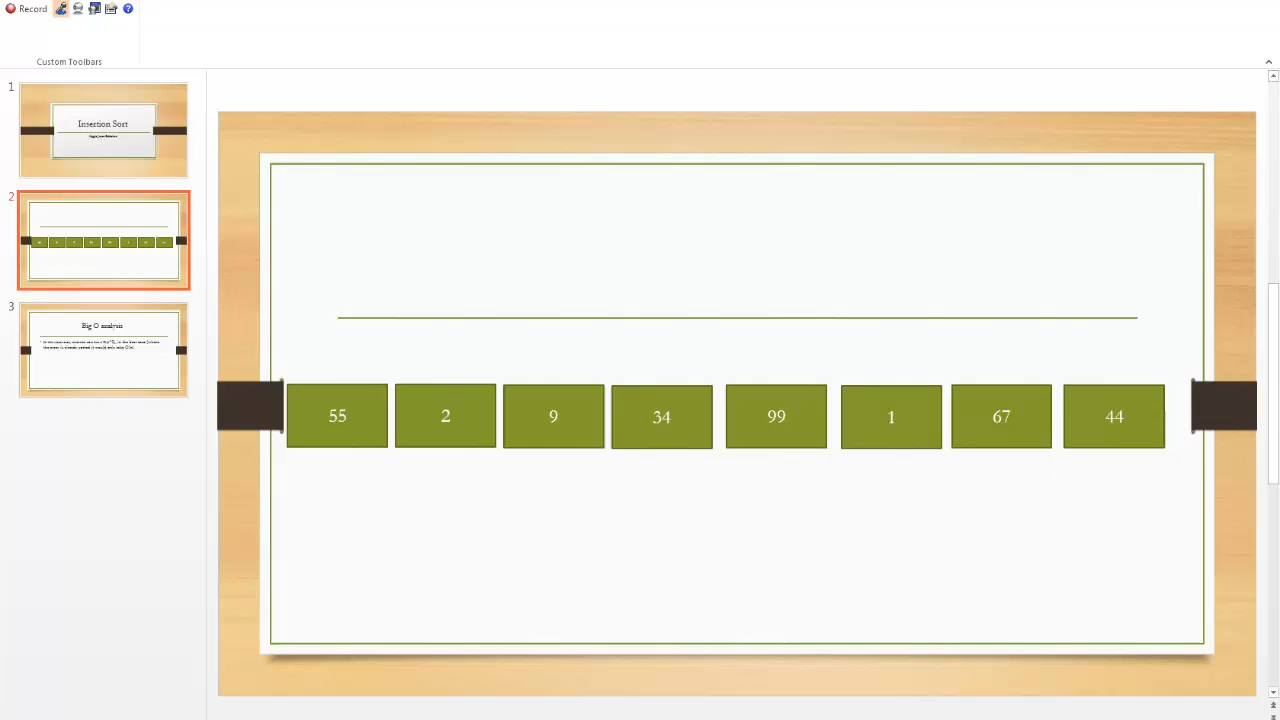 Record
Custom Toolbars
1
Insertion Sort
2
3
Big O analysis
55 2 9 34 99 1 67 44